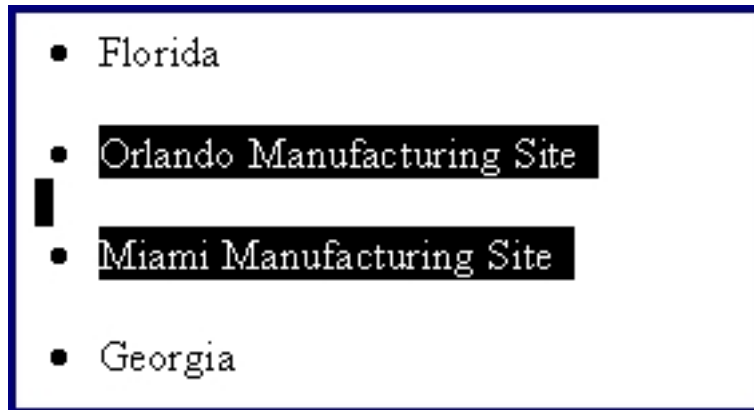 • Florida
• Orlando Manufacturing Site
• Miami Manufacturing Site
• Georgia